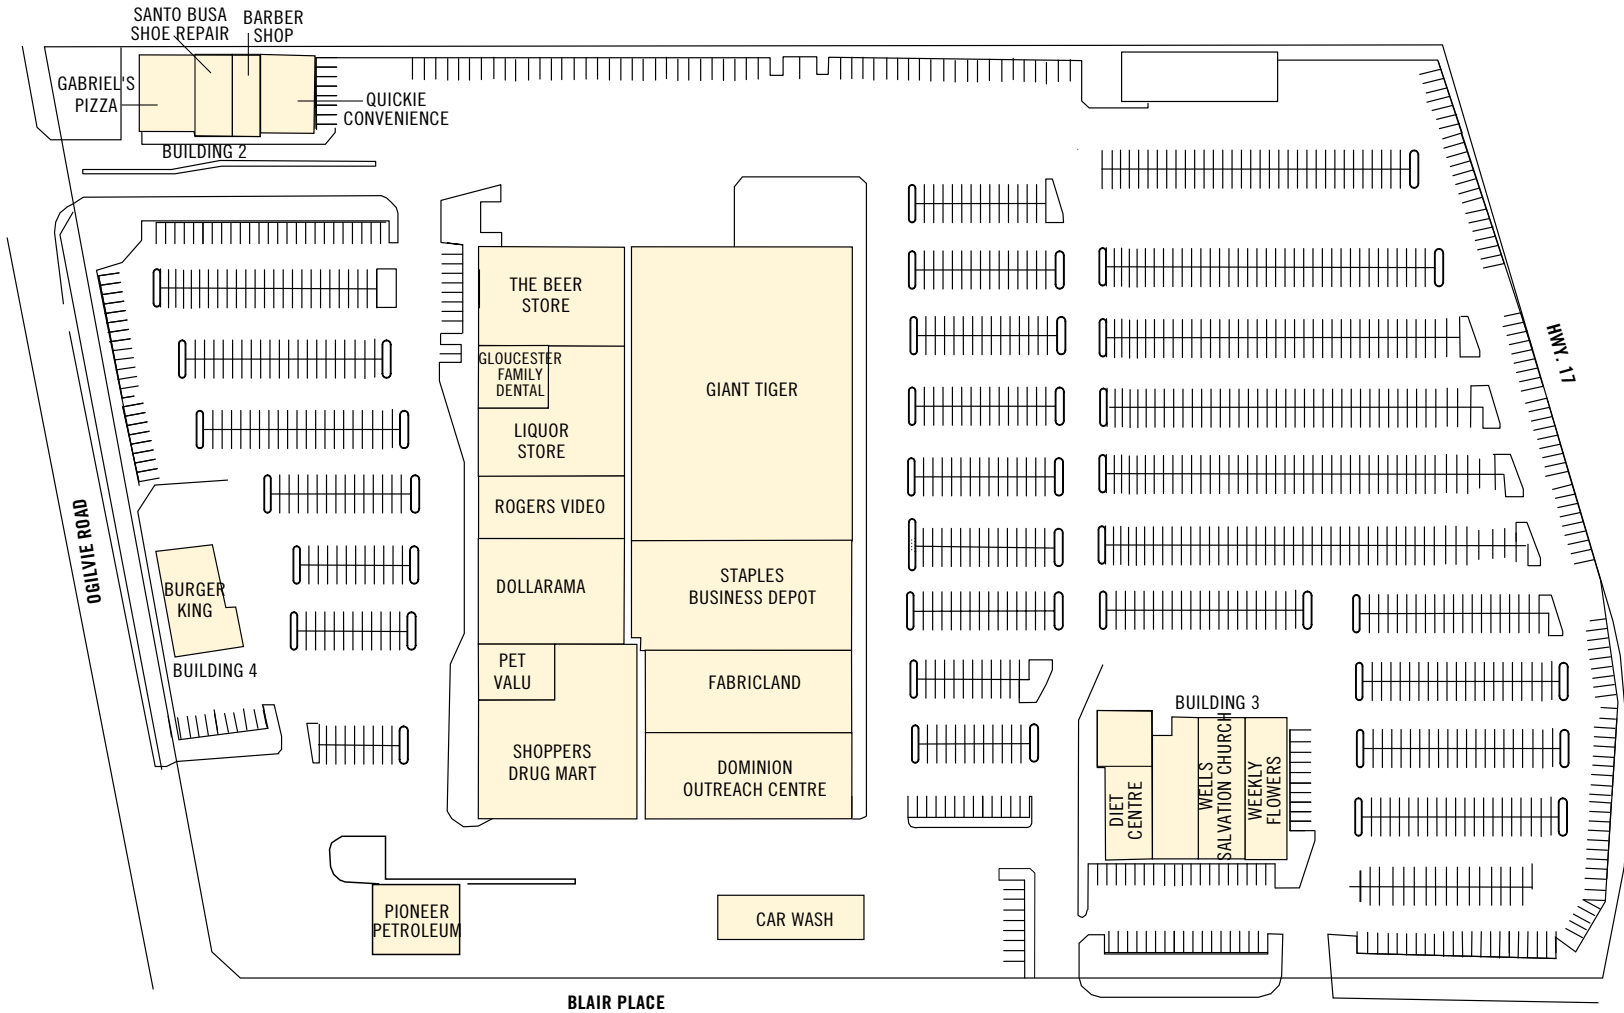 SANTO BUSA
SHOE REPAIR
BARBER
SHOP
GABRIEL'S
PIZZA
QUICKIE
CONVENIENCE
BUILDING 2
THE BEER
STORE
GLOUCESTER
FAMILY
DENTAL
LIQUOR
STORE
ROGERS VIDEO
DOLLARAMA
PET
VALU
SHOPPERS
DRUG MART
GIANT TIGER
STAPLES
BUSINESS DEPOT
FABRICLAND
DOMINION
OUTREACH CENTRE
HWY. 17
OGILVIE ROAD
BURGER
KING
BUILDING 4
BUILDING 3
DIET
CENTRE
WELLS
SALVATION CHURCH
WEEKLY
FLOWERS
PIONEER
PETROLEUM
CAR WASH
BLAIR PLACE